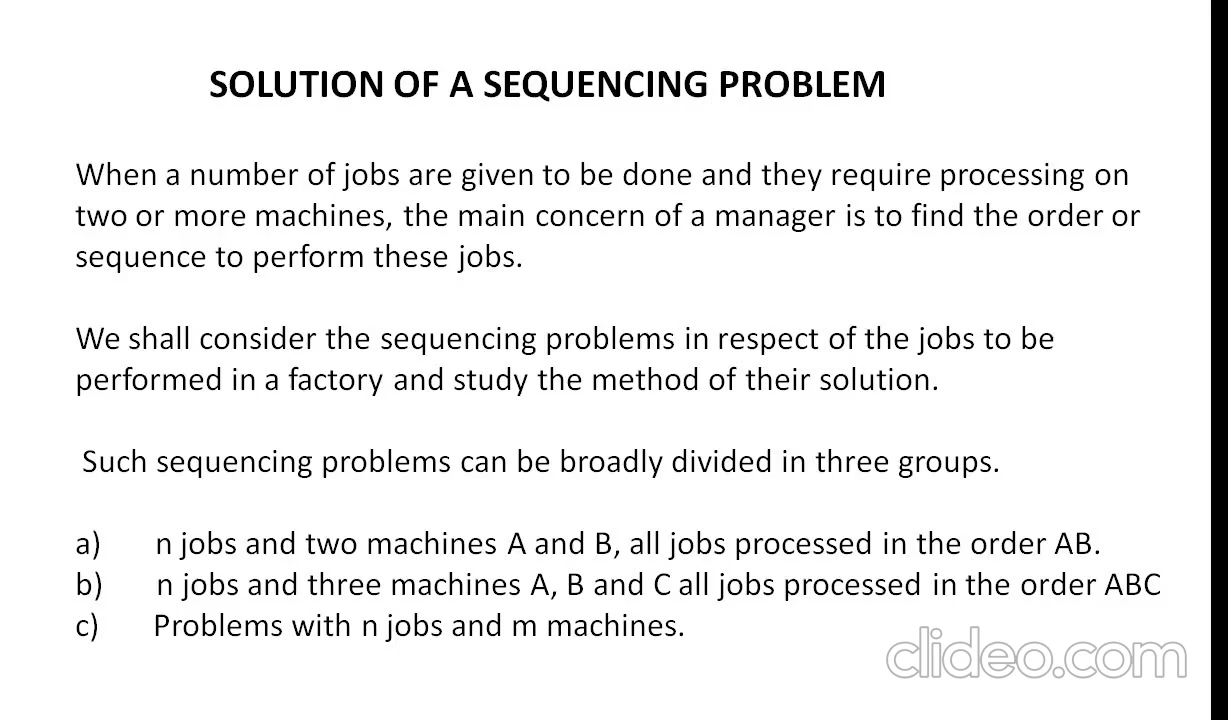 SOLUTION OF A SEQUENCING PROBLEM
When a number of jobs are given to be done and they require processing on
two or more machines, the main concern of a manager is to find the order or
sequence to perform these jobs.
We shall consider the sequencing problems in respect of the jobs to be
performed in a factory and study the method of their solution.
Such sequencing problems can be broadly divided in three groups.
a) n jobs and two machines A and B, all jobs processed in the order AB.
b) n jobs and three machines A, B and C all jobs processed in the order ABC
c) Problems with n jobs and m machines.
clideo.com